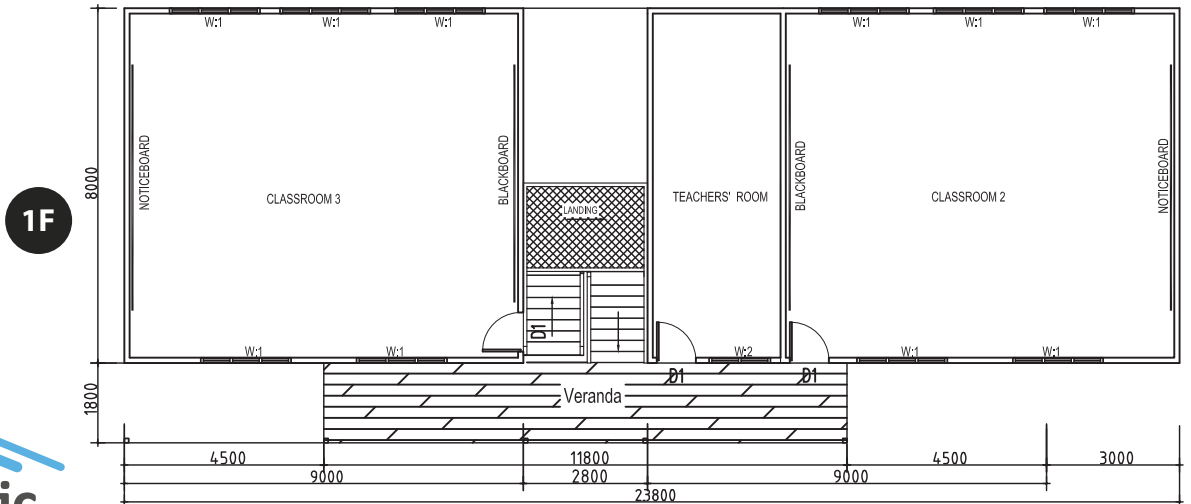 W:1 W:1 W:1 W:1 W:1 W:1
8000
NOTICEBOARD
CLASSROOM 3
BLACKBOARD
LANDING
TEACHERS' ROOM
BLACKBOARD
CLASSROOM 2
NOTICEBOARD
1F
D1
W:1 W:1 W:2 W:1 W:1
D1 D1
1800
Veranda
4500 11800 4500 3000
9000 2800 9000
23800
ic